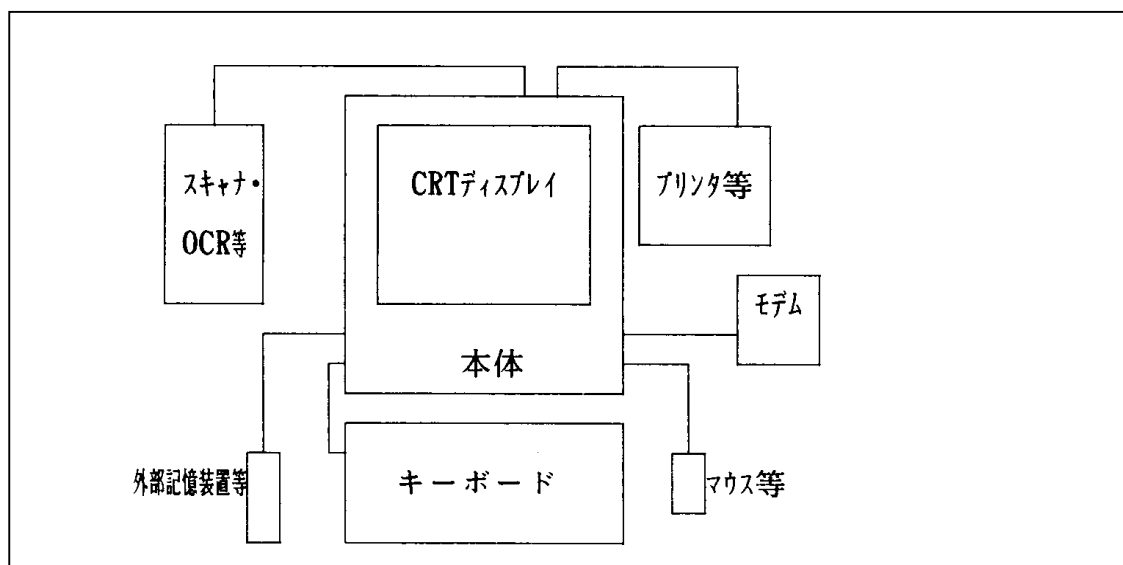 スキャナ・
OCR等
CRTディスプレイ
プリンタ等
モデム
本体
外部記憶装置等
キーボード
マウス等